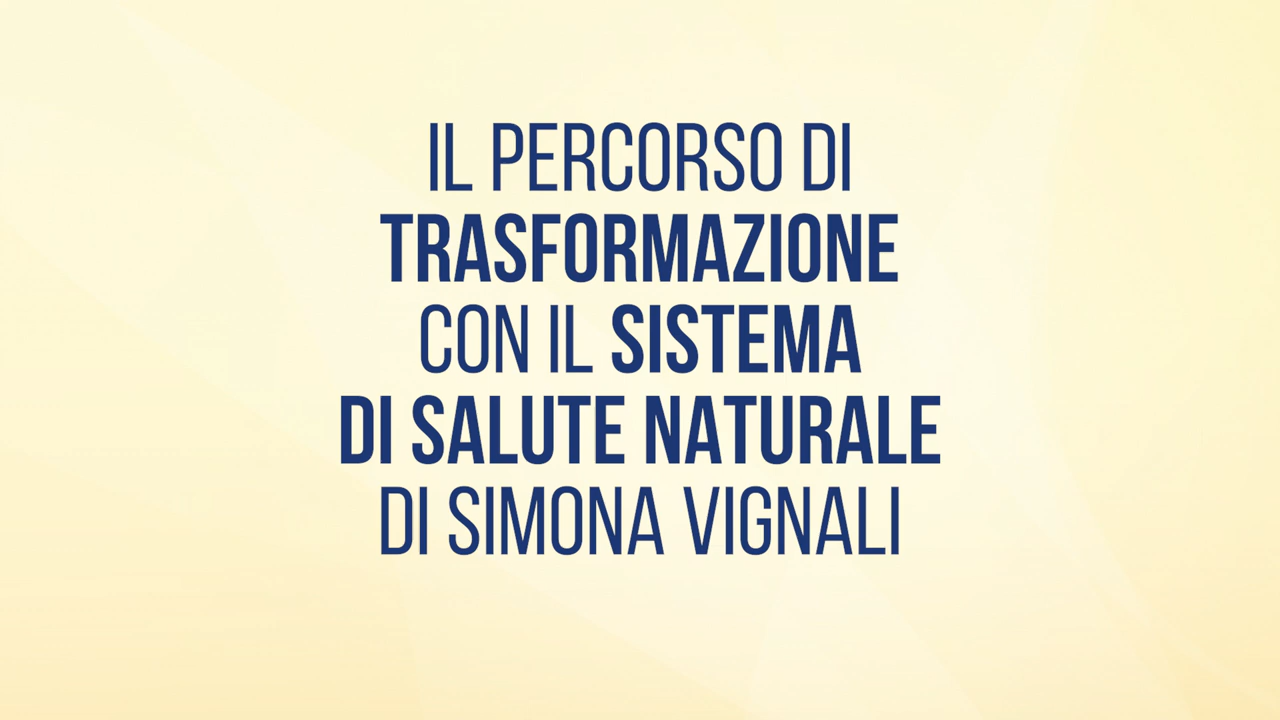 IL PERCORSO DI
TRASFORMAZIONE
CON IL SISTEMA
DI SALUTE NATURALE
DI SIMONA VIGNALI